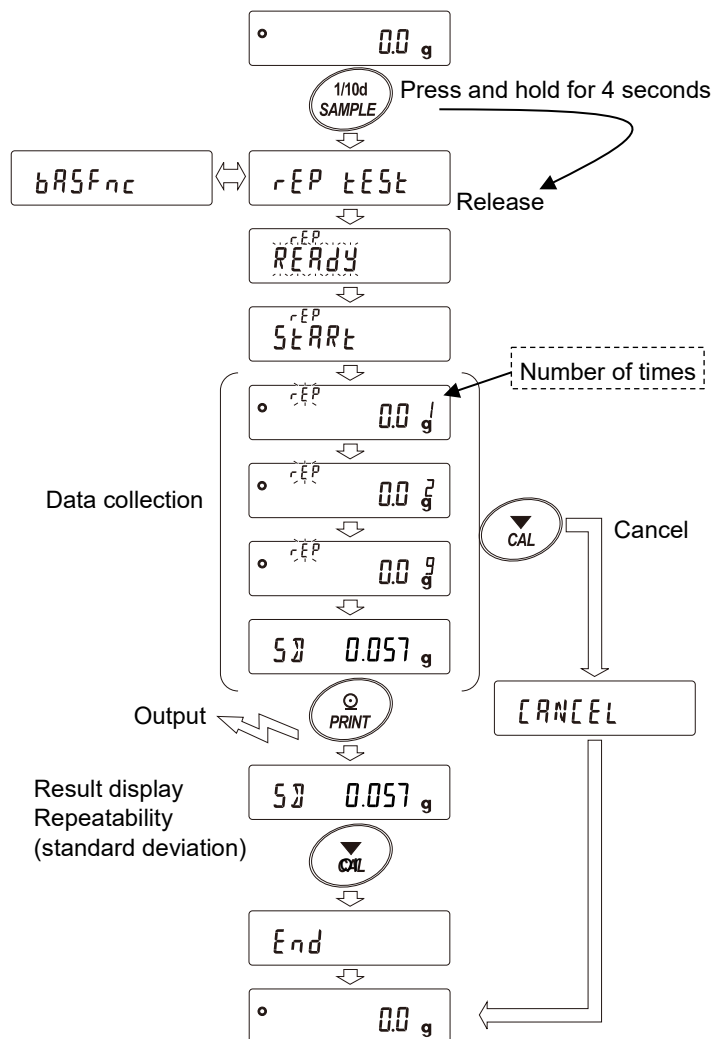 0.0 g
1/10d
SAMPLE
Press and hold for 4 seconds
bASFnc
rEP tESt
Release
rEP
REAdy
rEP
StARt
rEP
0.0 g 1
Number of times
rEP
0.0 g 2
Data collection
CAL
Cancel
rEP
0.0 g 9
SD 0.057 g
Output
PRINT
CANCEL
SD 0.057 g
Result display
Repeatability
(standard deviation)
CAL
End
0.0 g